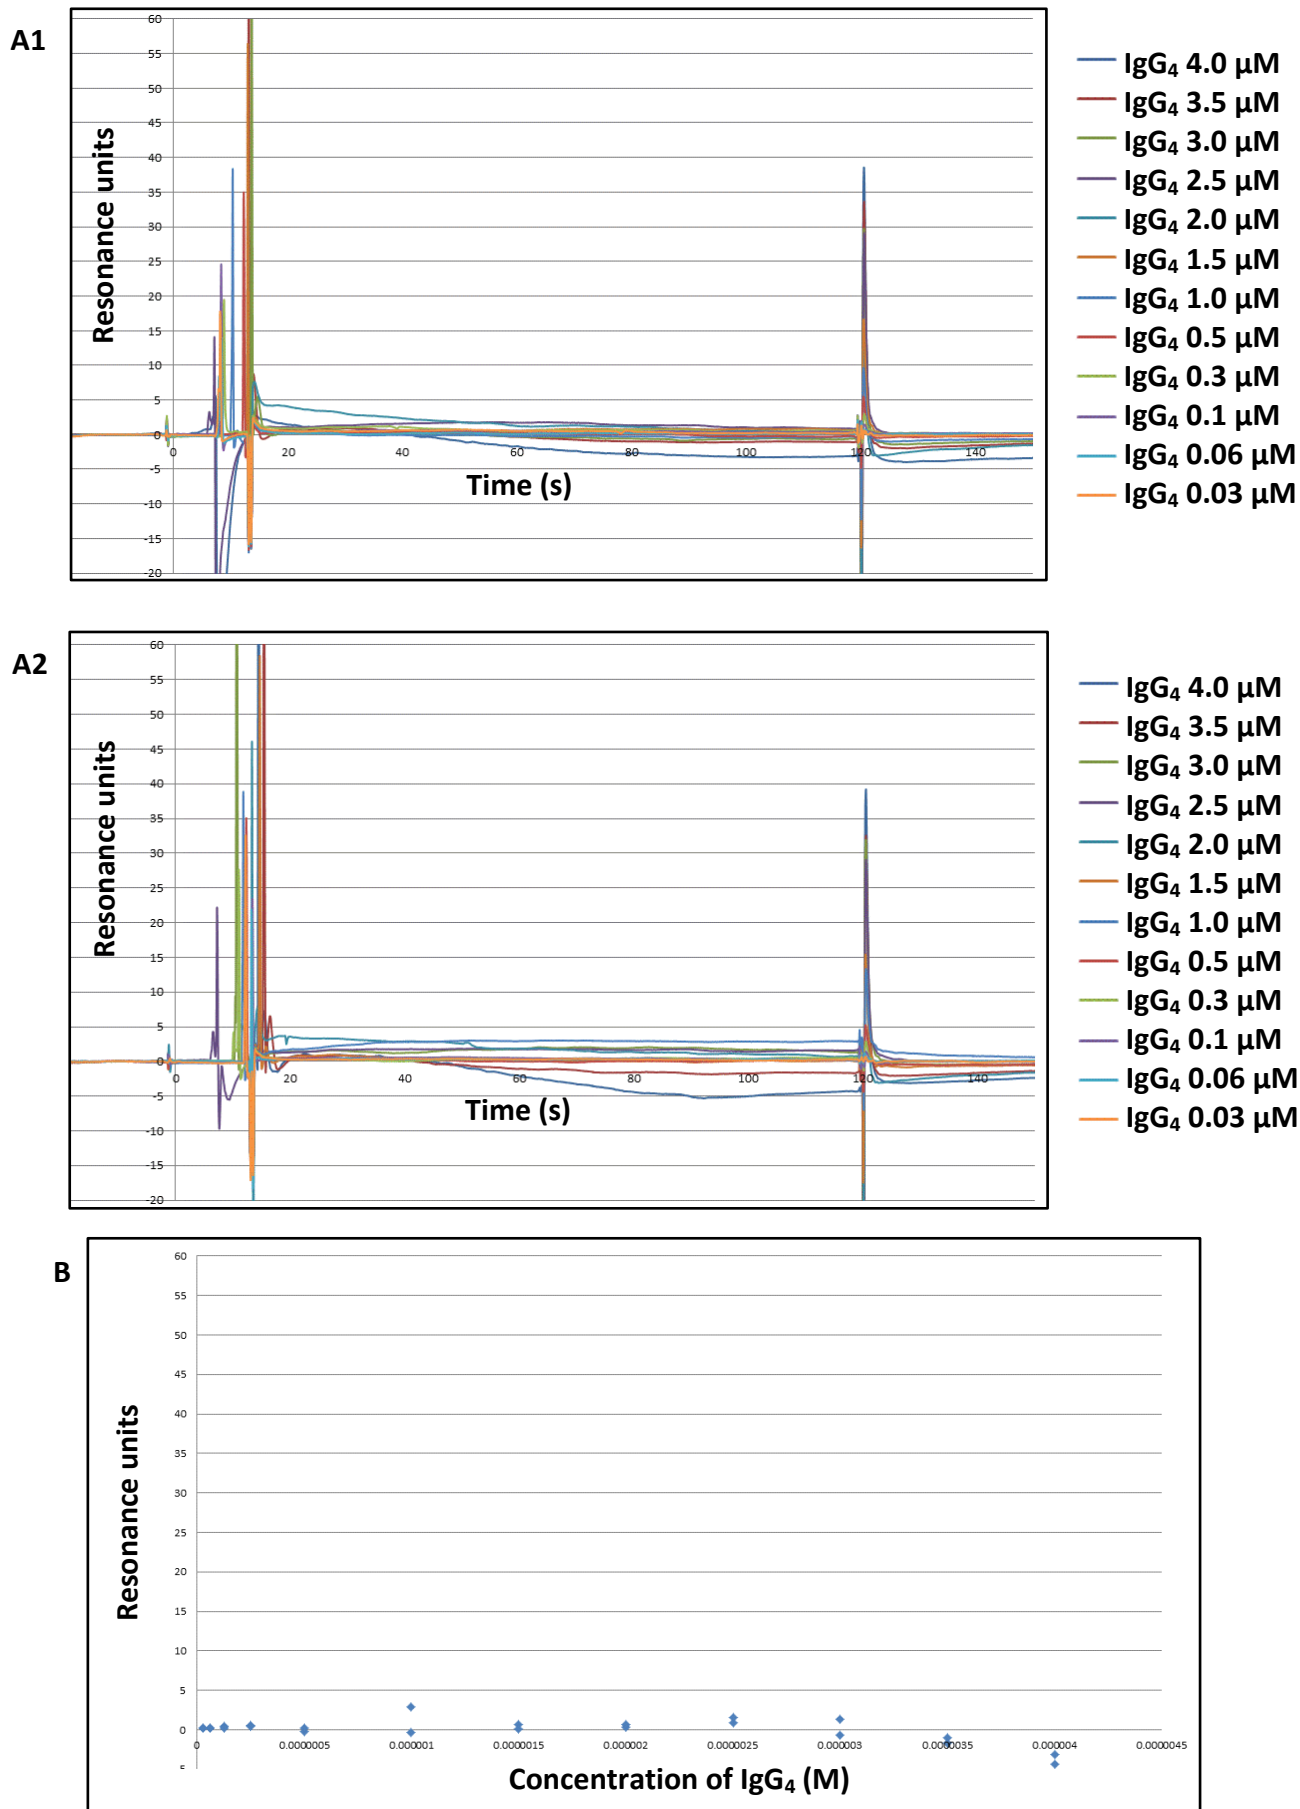 A1
60
55
50
45
40
35
30
25
20
15
10
5
0
-5
-10
-15
-20
Resonance units
0 20 40 60 80 100 120 140
Time (s)
IgG₄ 4.0 µM
IgG₄ 3.5 µM
IgG₄ 3.0 µM
IgG₄ 2.5 µM
IgG₄ 2.0 µM
IgG₄ 1.5 µM
IgG₄ 1.0 µM
IgG₄ 0.5 µM
IgG₄ 0.3 µM
IgG₄ 0.1 µM
IgG₄ 0.06 µM
IgG₄ 0.03 µM
A2
60
55
50
45
40
35
30
25
20
15
10
5
0
-5
-10
-15
-20
Resonance units
0 20 40 60 80 100 120 140
Time (s)
IgG₄ 4.0 µM
IgG₄ 3.5 µM
IgG₄ 3.0 µM
IgG₄ 2.5 µM
IgG₄ 2.0 µM
IgG₄ 1.5 µM
IgG₄ 1.0 µM
IgG₄ 0.5 µM
IgG₄ 0.3 µM
IgG₄ 0.1 µM
IgG₄ 0.06 µM
IgG₄ 0.03 µM
B
60
55
50
45
40
35
30
25
20
15
10
5
0
Resonance units
0 0.0000005 0.000001 0.0000015 0.000002 0.0000025 0.000003 0.0000035 0.000004 0.0000045
Concentration of IgG₄ (M)